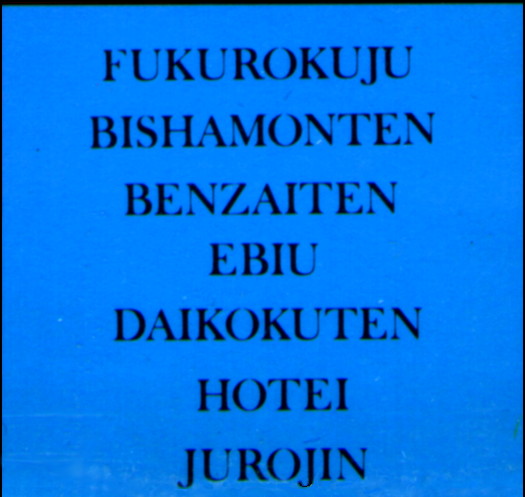 FUKUROKUJU
BISHAMONTEN
BENZAITEN
EBIU
DAIKOKUTEN
HOTEI
JUROJIN